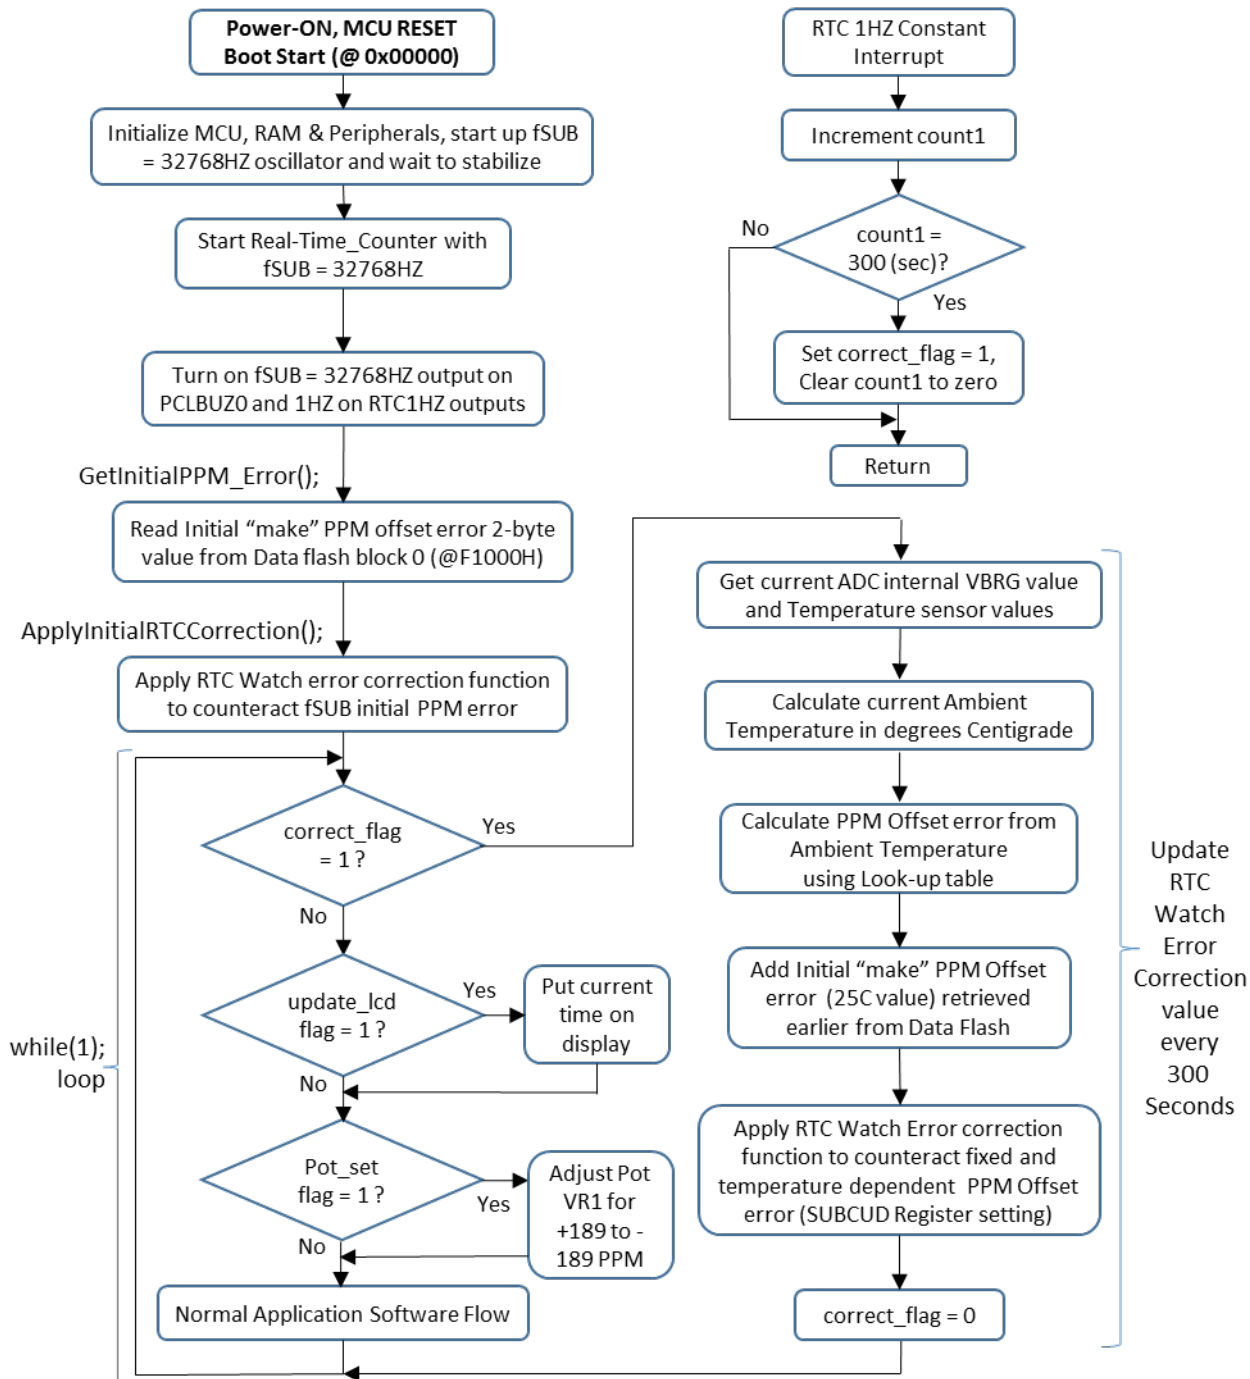 Power-ON, MCU RESET
Boot Start (@ 0x00000)
Initialize MCU, RAM & Peripherals, start up fSUB
= 32768HZ oscillator and wait to stabilize
Start Real-Time_Counter with
fSUB = 32768HZ
Turn on fSUB = 32768HZ output on
PCLBUZ0 and 1HZ on RTC1HZ outputs
GetInitialPPM_Error();
Read Initial “make” PPM offset error 2-byte
value from Data flash block 0 (@F1000H)
ApplyInitialRTCCorrection();
Apply RTC Watch error correction function
to counteract fSUB initial PPM error
while(1);
loop
correct_flag
= 1 ?
Yes
No
update_lcd
flag = 1 ?
Yes
Put current
time on
display
No
Pot_set
flag = 1 ?
Yes
Adjust Pot
VR1 for
+189 to -
189 PPM
No
Normal Application Software Flow
RTC 1HZ Constant
Interrupt
Increment count1
count1 =
300 (sec)?
No
Yes
Set correct_flag = 1,
Clear count1 to zero
Return
Get current ADC internal VBRG value
and Temperature sensor values
Calculate current Ambient
Temperature in degrees Centigrade
Calculate PPM Offset error from
Ambient Temperature
using Look-up table
Add Initial “make” PPM Offset
error (25C value) retrieved
earlier from Data Flash
Apply RTC Watch Error correction
function to counteract fixed and
temperature dependent PPM Offset
error (SUBCUD Register setting)
correct_flag = 0
Update
RTC
Watch
Error
Correction
value
every
300
Seconds